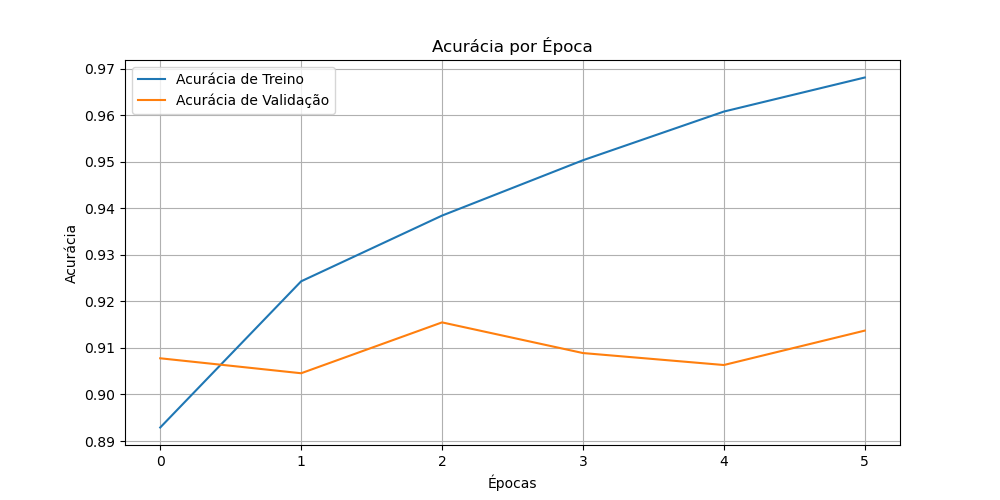 Acurácia por Época
Acurácia de Treino
Acurácia de Validação
0.97
0.96
0.95
0.94
0.93
0.92
0.91
0.90
0.89
Acurácia
0 1 2 3 4 5
Épocas